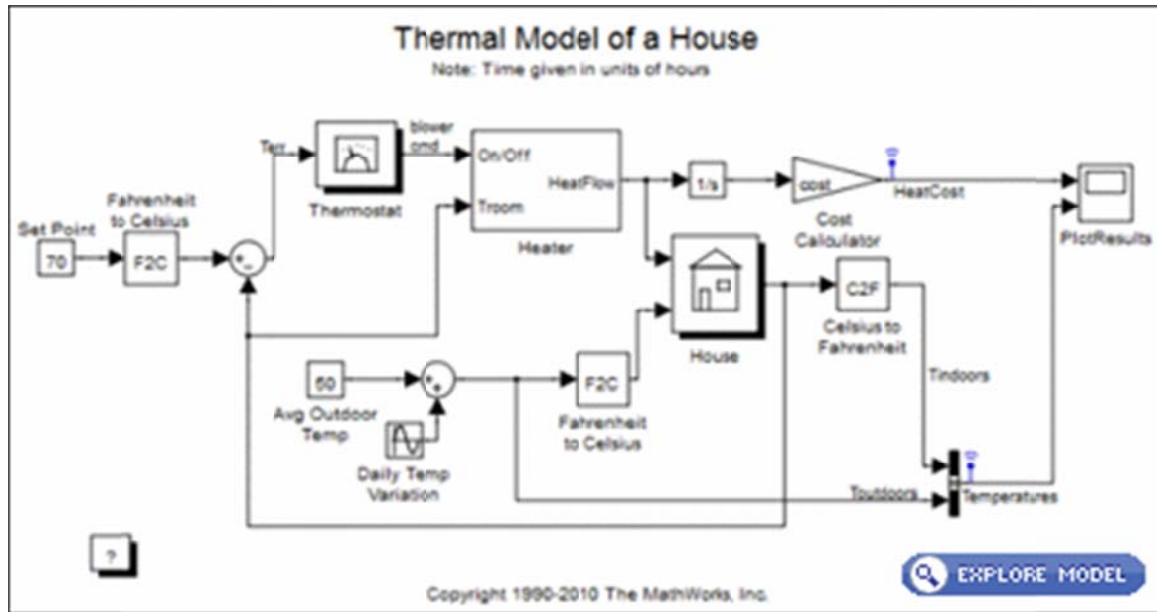 Thermal Model of a House
Note: Time given in units of hours
Terr
blower
cmd
On/Off
HeatFlow
Troom
Heater
Thermostat
1/s
cost
HeatCost
Cost
Calculator
PlotResults
Set Point
70
Fahrenheit
to Celsius
F2C
House
C2F
Celsius to
Fahrenheit
Tindoors
50
Avg Outdoor
Temp
Daily Temp
Variation
F2C
Fahrenheit
to Celsius
Toutdoors
Temperatures
?
EXPLORE MODEL
Copyright 1990-2010 The MathWorks, Inc.